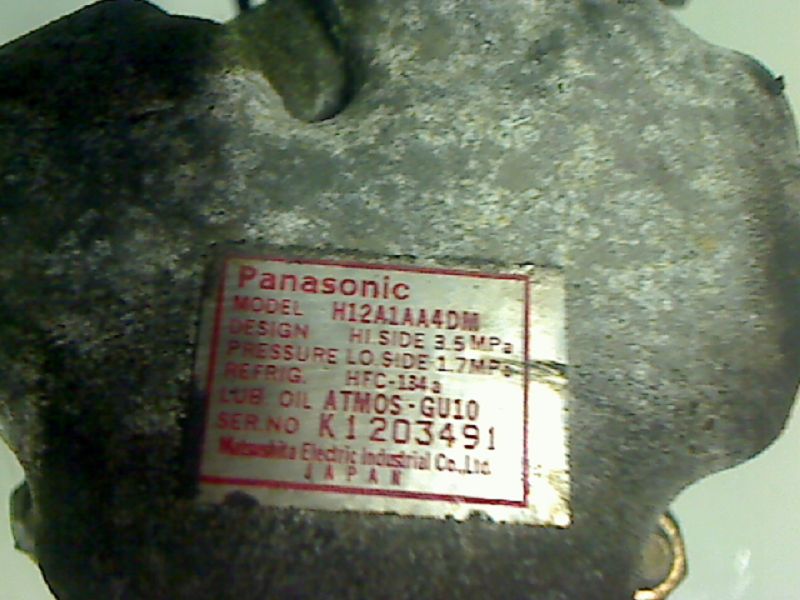 Panasonic
MODEL H12A1AA4DM
DESIGN HI.SIDE 3.5MPa
PRESSURE LO.SIDE 1.7MPa
REFRIG. HFC-134a
LUB. OIL ATMOS-GU10
SER.NO K1203491
Matsushita Electric Industrial Co.,Ltd.
JAPAN